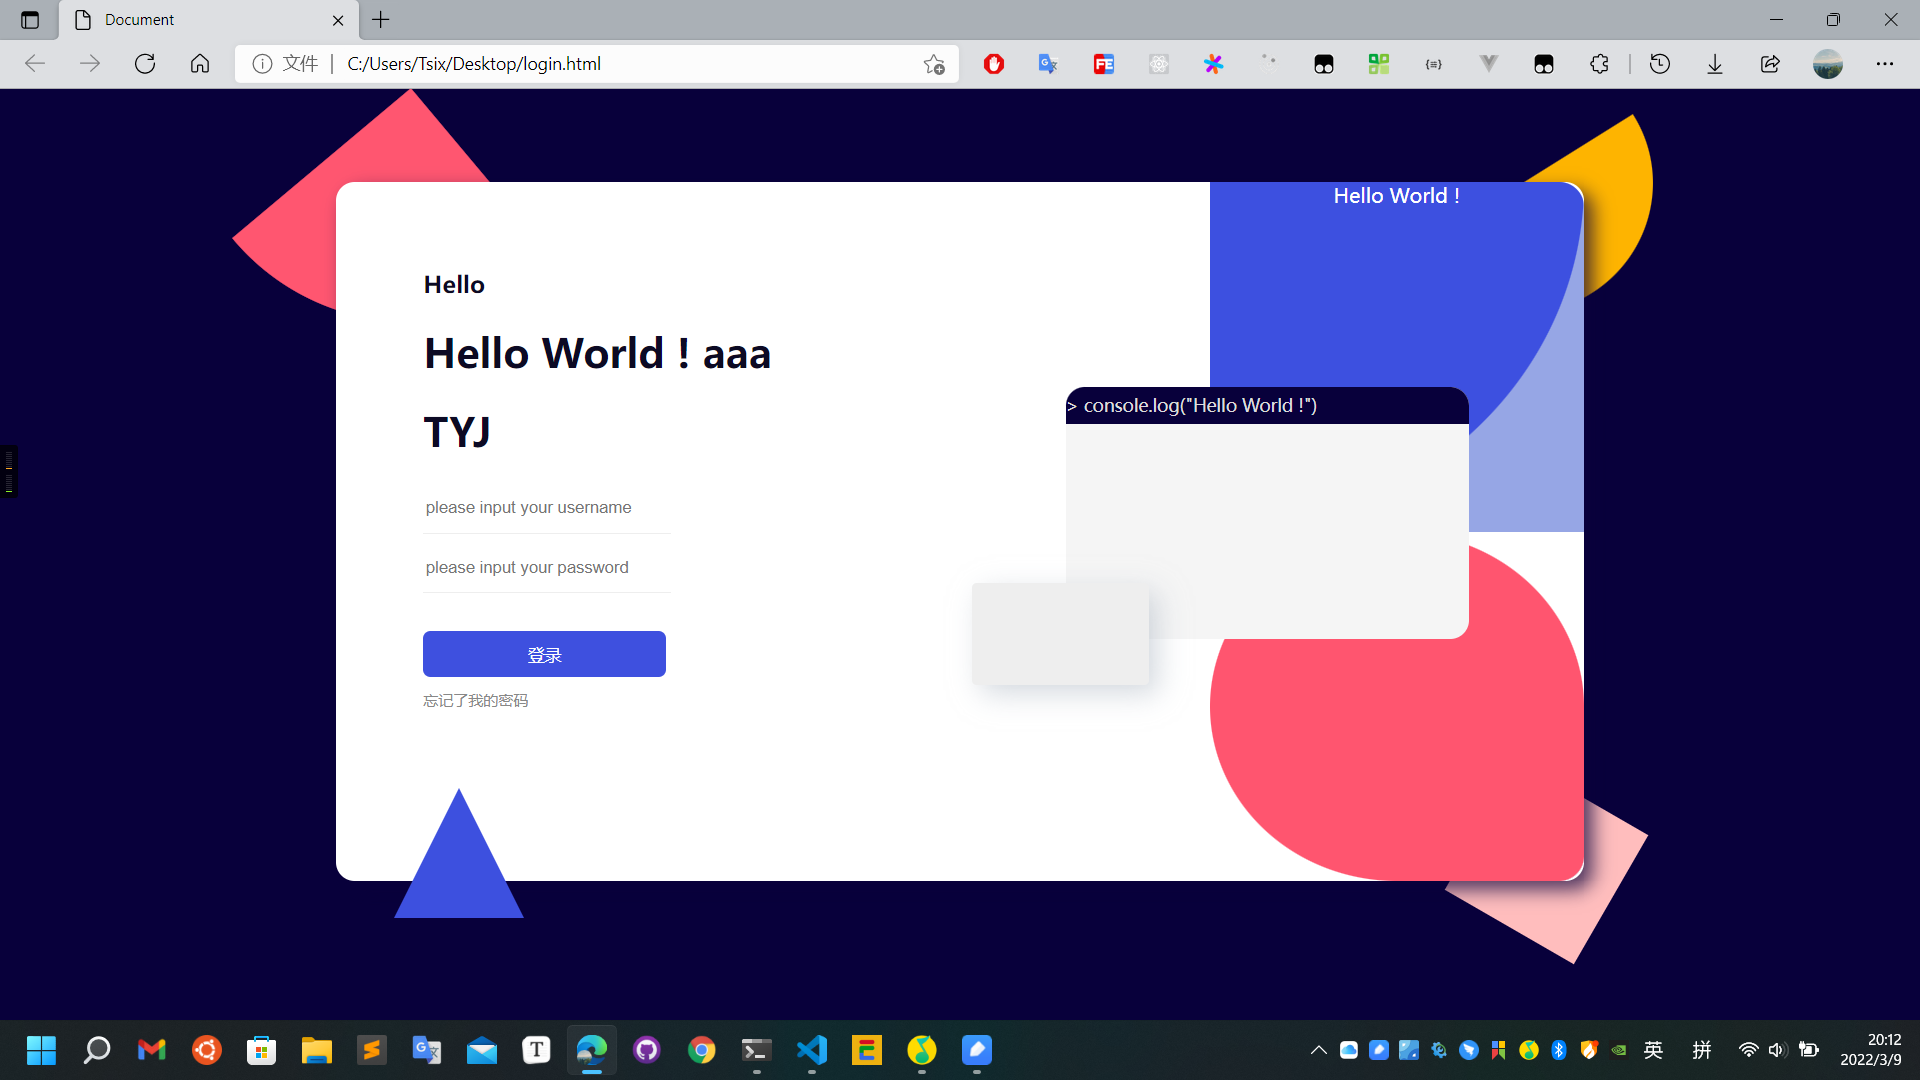 Document
文件
C:/Users/Tsix/Desktop/login.html
Hello World !
Hello
Hello World ! aaa
TYJ
> console.log("Hello World !")
please input your username
please input your password
登录
忘记了我的密码
英
拼
20:12
2022/3/9